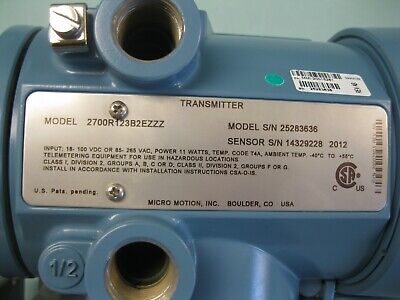 TRANSMITTER
MODEL 2700R123B2EZZZ
MODEL S/N 25283636
SENSOR S/N 14329228 2012
INPUT: 18- 100 VDC OR 85- 265 VAC, POWER 11 WATTS, TEMP. CODE T4A, AMBIENT TEMP. -40°C TO +55°C
TELEMETERING EQUIPMENT FOR USE IN HAZARDOUS LOCATIONS
CLASS I, DIVISION 2, GROUPS A, B, C OR D; CLASS II, DIVISION 2, GROUPS F OR G.
INSTALL IN ACCORDANCE WITH INSTALLATION INSTRUCTIONS CSA-D-IS.
U.S. Pats. pending.
C US
MICRO MOTION, INC. BOULDER, CO USA
1/2